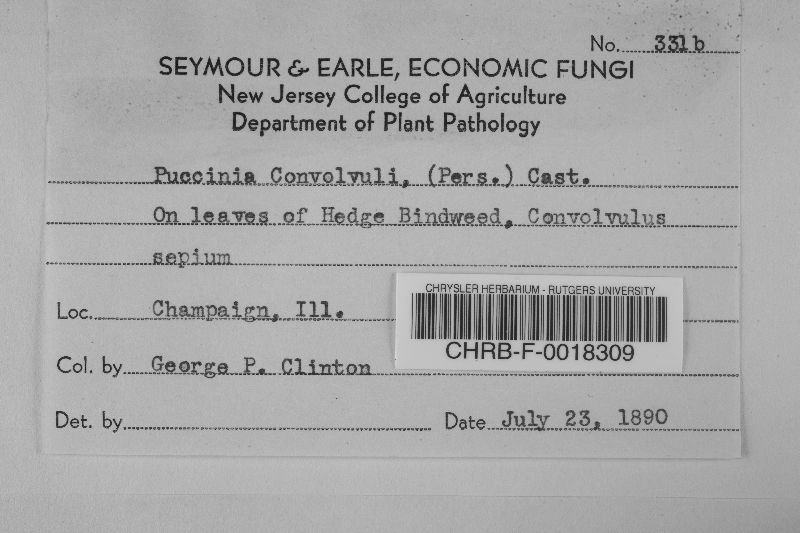 No. 331b
SEYMOUR & EARLE, ECONOMIC FUNGI
New Jersey College of Agriculture
Department of Plant Pathology
Puccinia Convolvuli, (Pers.) Cast.
On leaves of Hedge Bindweed, Convolvulus
sepium
Loc. Champaign, Ill.
CHRYSLER HERBARIUM - RUTGERS UNIVERSITY
CHRB-F-0018309
Col. by George P. Clinton
Det. by
Date July 23, 1890